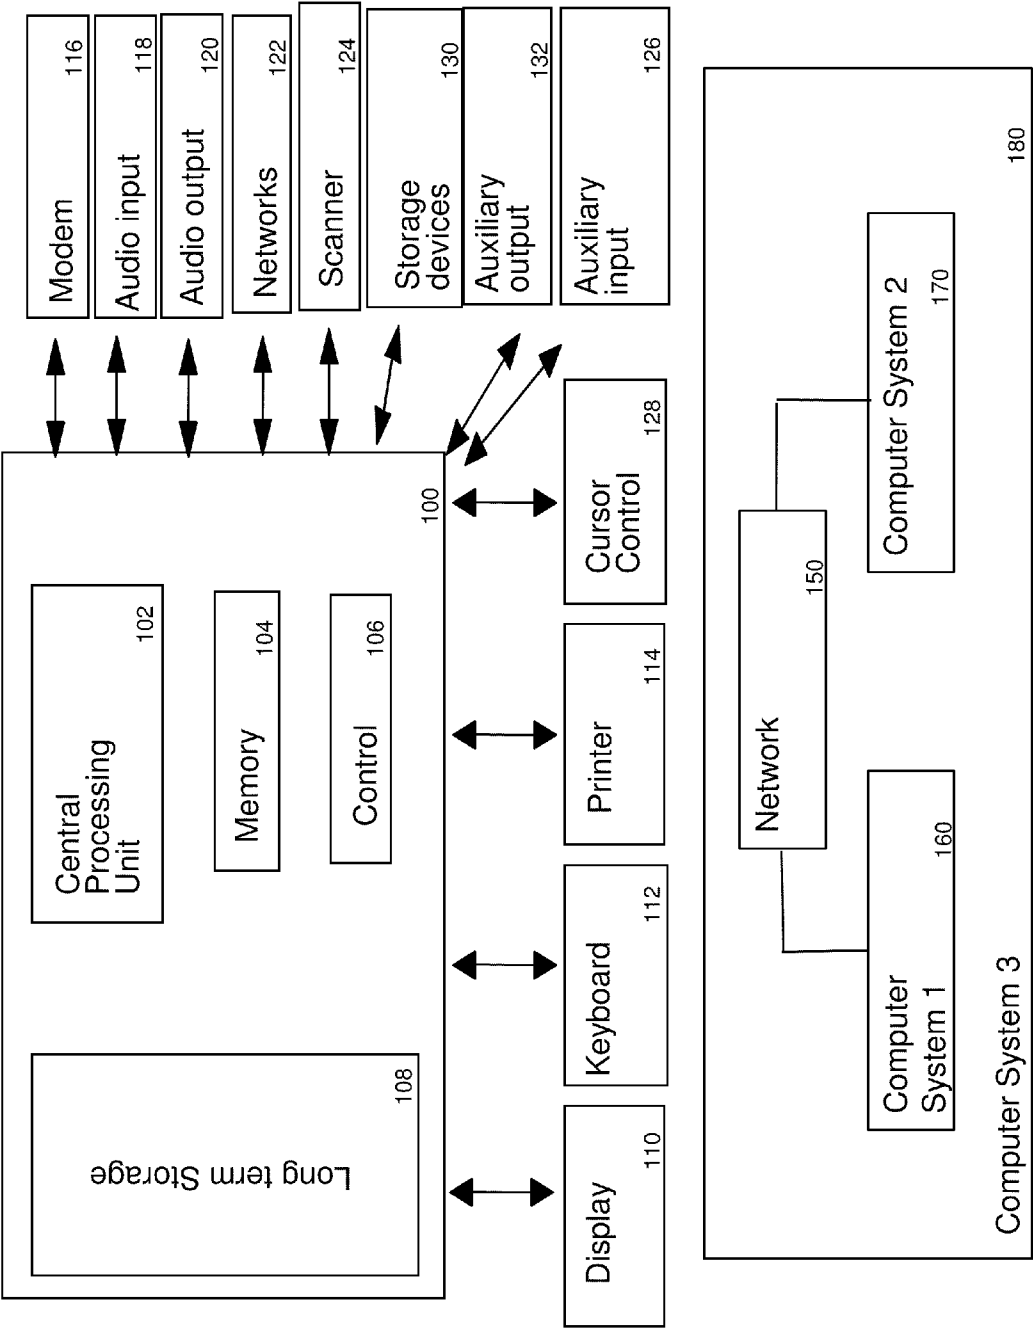 Long term Storage
108
Central
Processing
Unit
102
Memory
104
Control
106
100
Modem
116
Audio input
118
Audio output
120
Networks
122
Scanner
124
Storage
devices
130
Auxiliary
output
132
Auxiliary
input
126
Display
110
Keyboard
112
Printer
114
Cursor
Control
128
Network
150
Computer
System 1
160
Computer System 2
170
Computer System 3
180